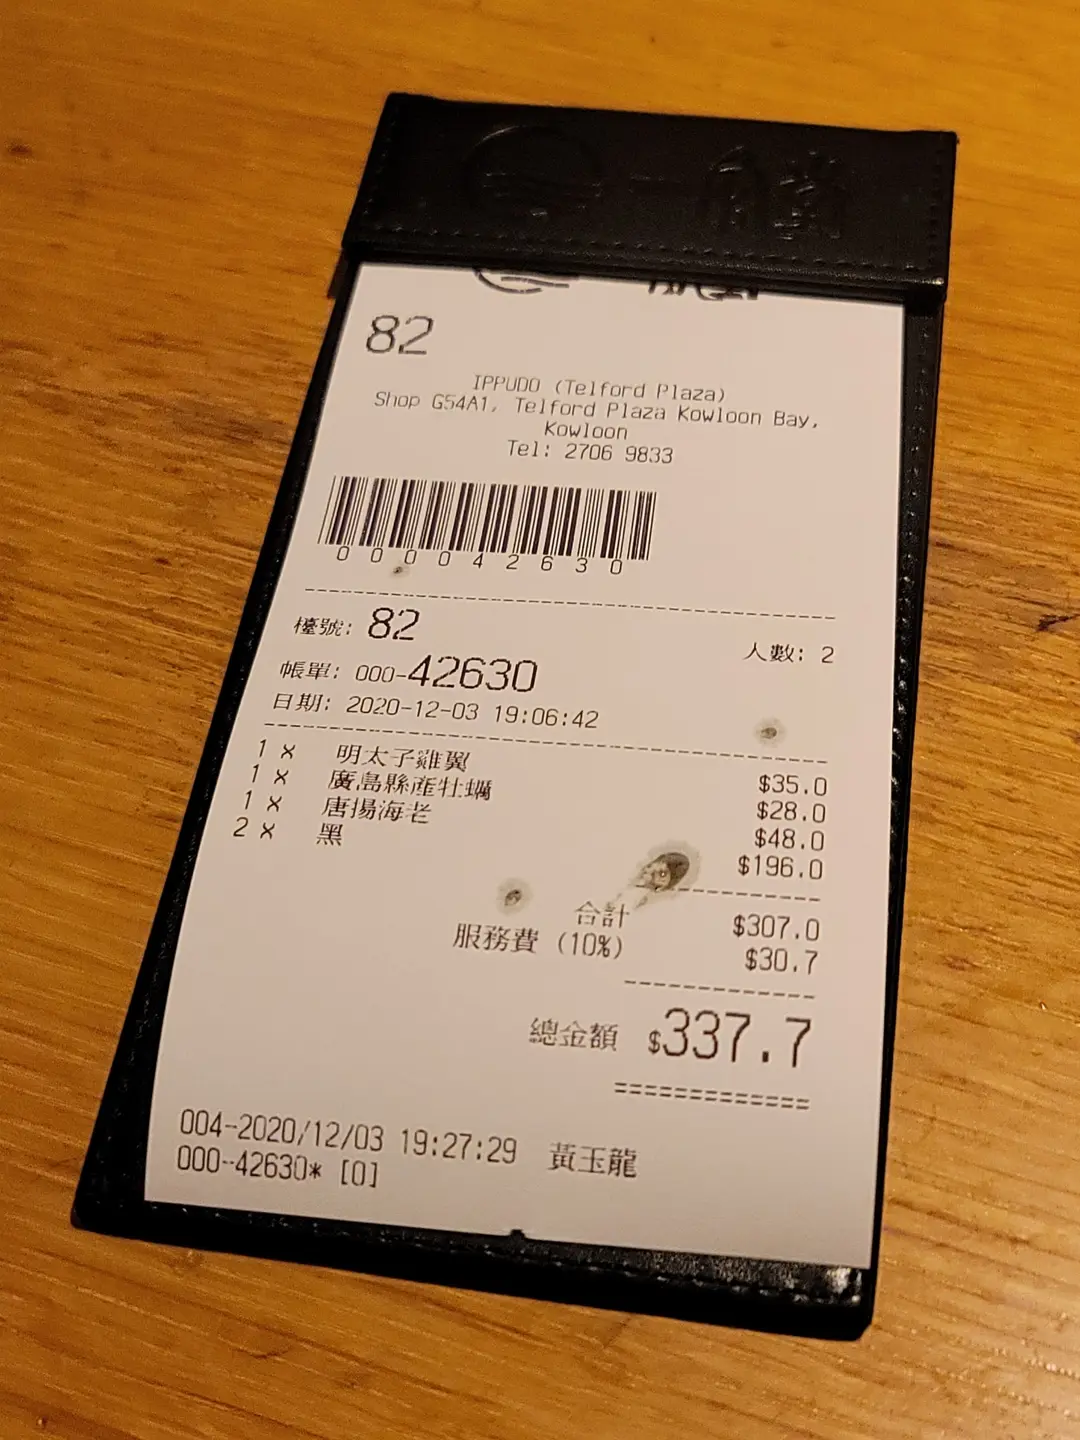 82
IPPUDO (Telford Plaza)
Shop G54A1, Telford Plaza Kowloon Bay,
Kowloon
Tel: 2706 9833
000042630
檯號: 82 人數: 2
帳單: 000-42630
日期: 2020-12-03 19:06:42
1 x 明太子雞翼 $35.0
1 x 廣島縣產牡蠣 $28.0
1 x 唐揚海老 $48.0
2 x 黑 $196.0
合計 $307.0
服務費 (10%) $30.7
總金額 $337.7
=============
004-2020/12/03 19:27:29 黃玉龍
000-42630* [0]